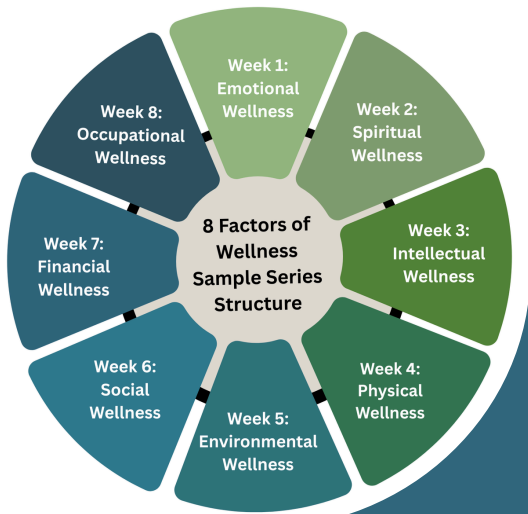 8 Factors of
Wellness
Sample Series
Structure
Week 1:
Emotional
Wellness
Week 2:
Spiritual
Wellness
Week 3:
Intellectual
Wellness
Week 4:
Physical
Wellness
Week 5:
Environmental
Wellness
Week 6:
Social
Wellness
Week 7:
Financial
Wellness
Week 8:
Occupational
Wellness